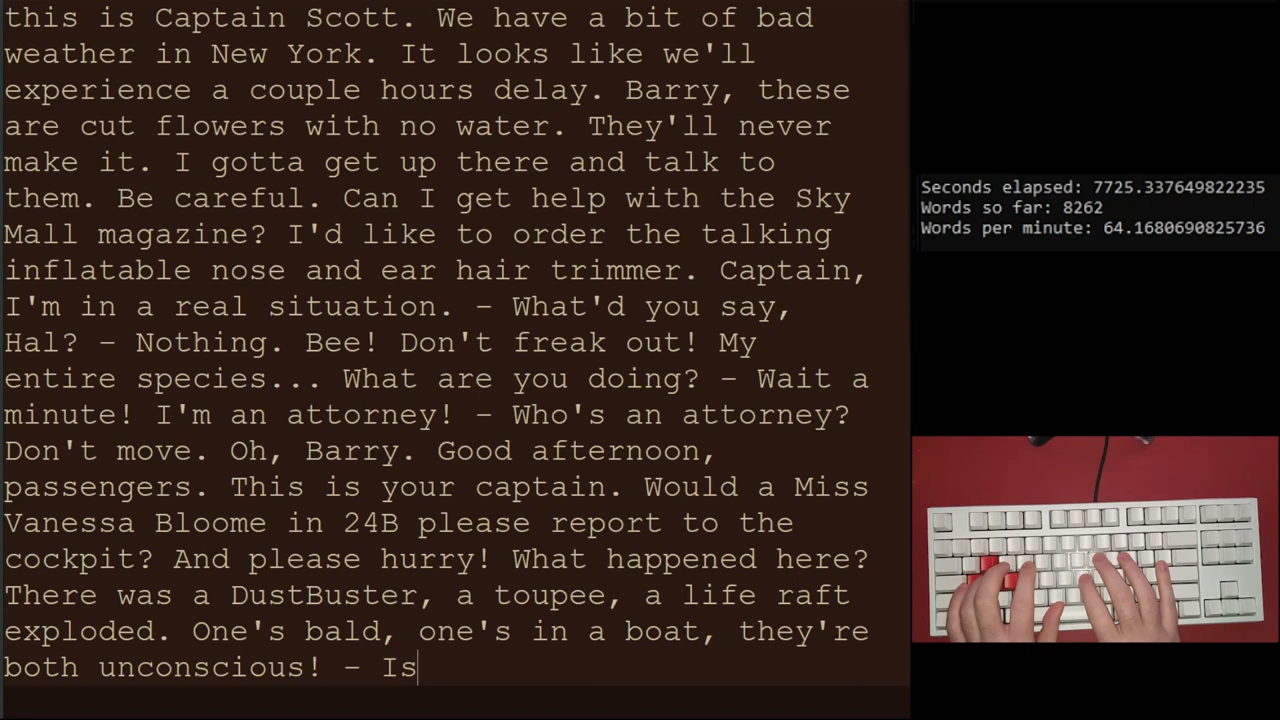 this is Captain Scott. We have a bit of bad
weather in New York. It looks like we'll
experience a couple hours delay. Barry, these
are cut flowers with no water. They'll never
make it. I gotta get up there and talk to
them. Be careful. Can I get help with the Sky
Mall magazine? I'd like to order the talking
inflatable nose and ear hair trimmer. Captain,
I'm in a real situation. - What'd you say,
Hal? - Nothing. Bee! Don't freak out! My
entire species... What are you doing? - Wait a
minute! I'm an attorney! - Who's an attorney?
Don't move. Oh, Barry. Good afternoon,
passengers. This is your captain. Would a Miss
Vanessa Bloome in 24B please report to the
cockpit? And please hurry! What happened here?
There was a DustBuster, a toupee, a life raft
exploded. One's bald, one's in a boat, they're
both unconscious! - Is
Seconds elapsed: 7725.337649822235
Words so far: 8262
Words per minute: 64.1680690825736